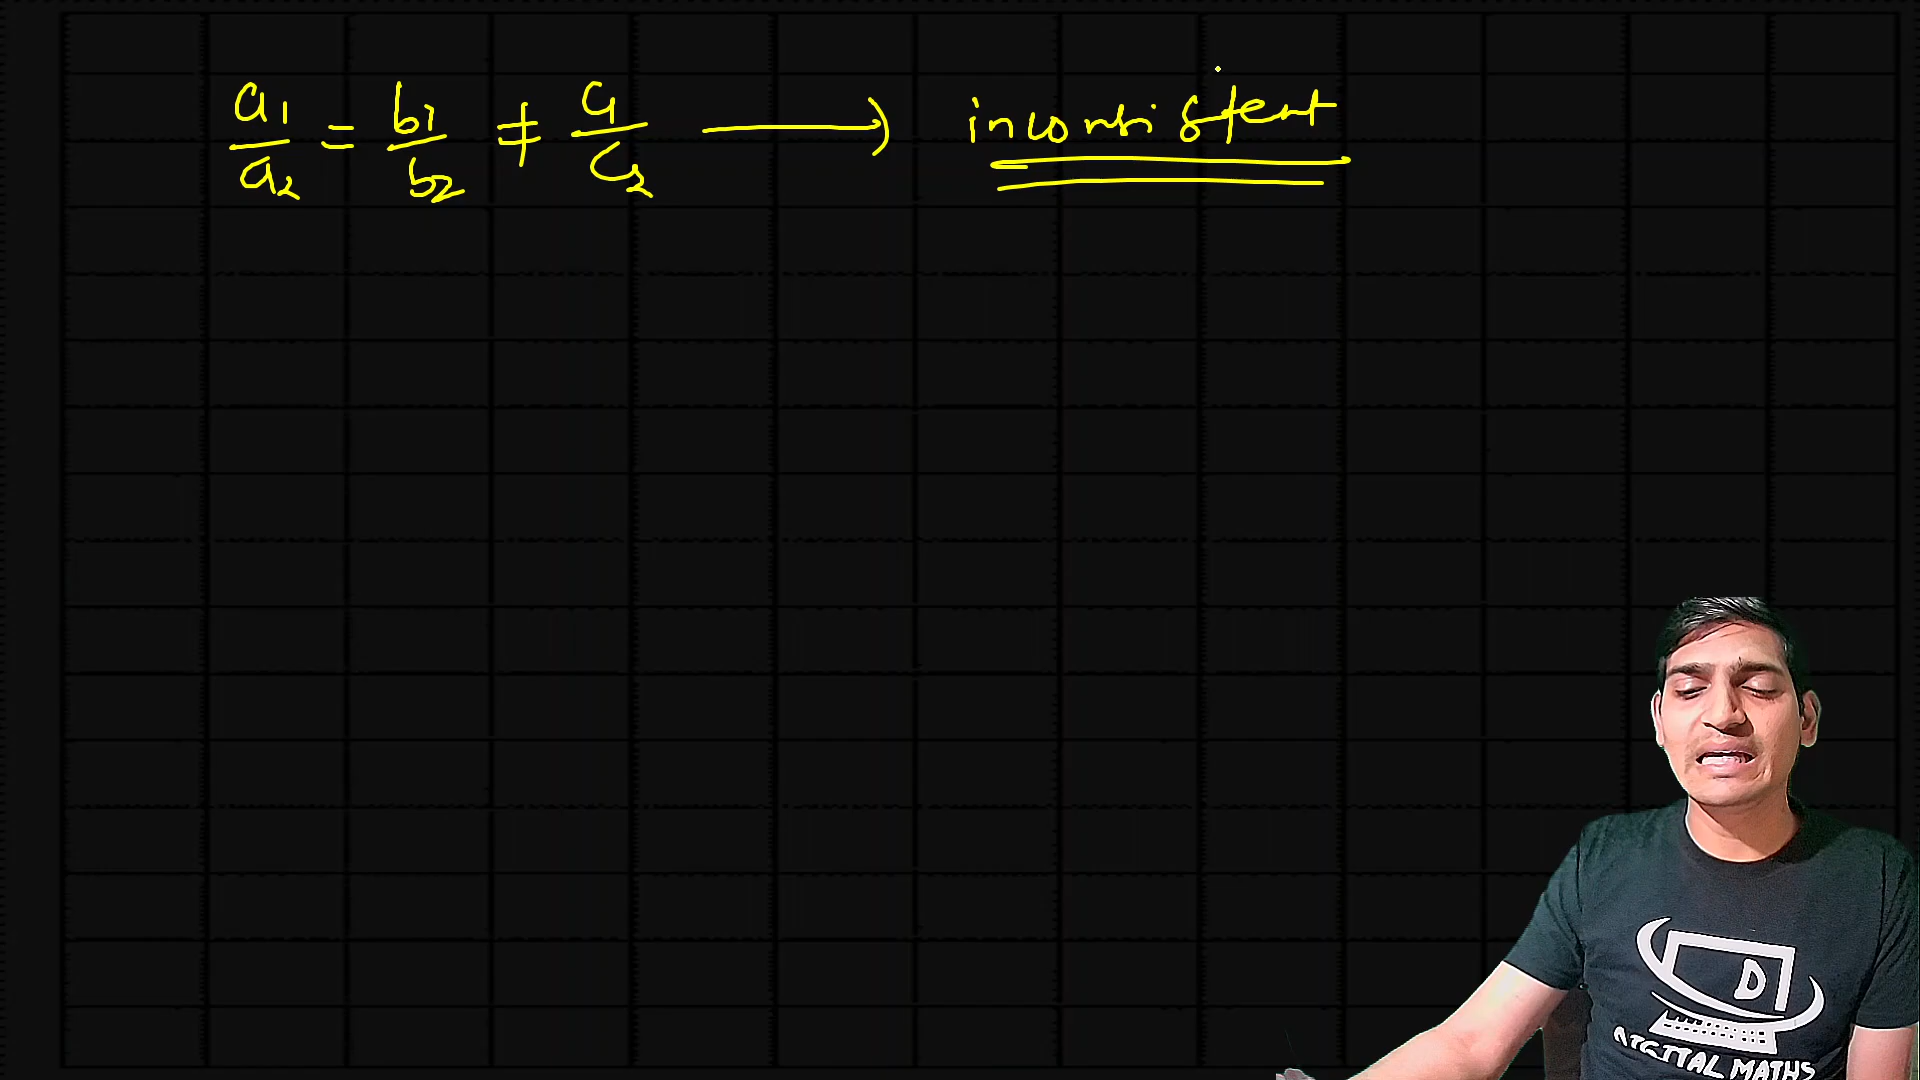 a1/a2 = b1/b2 ≠ c1/c2 ⟶ inconsistent
D
DIGITAL MATHS